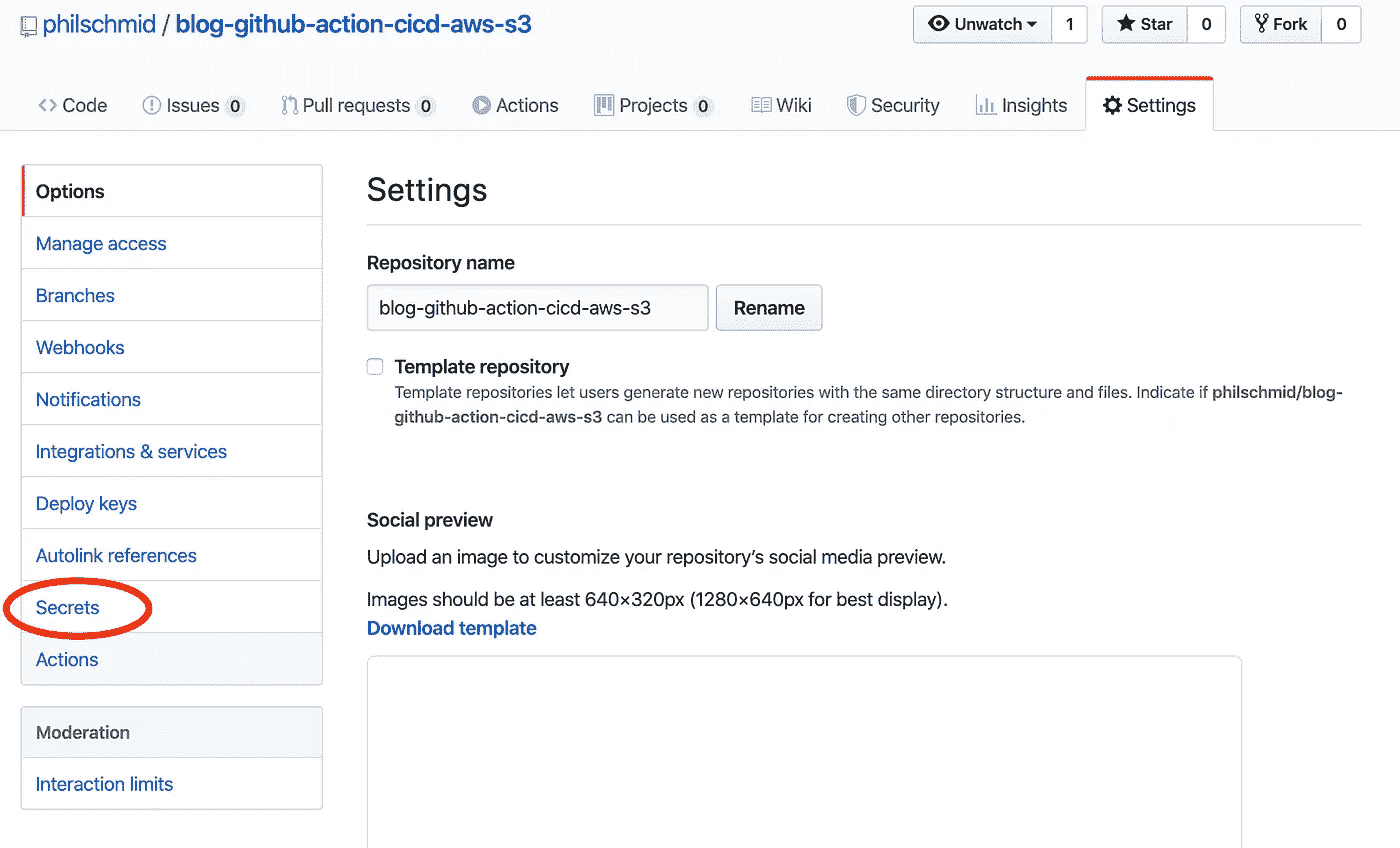 philschmid / blog-github-action-cicd-aws-s3
Unwatch 1 Star 0 Fork 0
Code Issues 0 Pull requests 0 Actions Projects 0 Wiki Security Insights Settings
Options
Manage access
Branches
Webhooks
Notifications
Integrations & services
Deploy keys
Autolink references
Secrets
Actions
Moderation
Interaction limits
Settings
Repository name
blog-github-action-cicd-aws-s3 Rename
Template repository
Template repositories let users generate new repositories with the same directory structure and files. Indicate if philschmid/blog-
github-action-cicd-aws-s3 can be used as a template for creating other repositories.
Social preview
Upload an image to customize your repository’s social media preview.
Images should be at least 640×320px (1280×640px for best display).
Download template